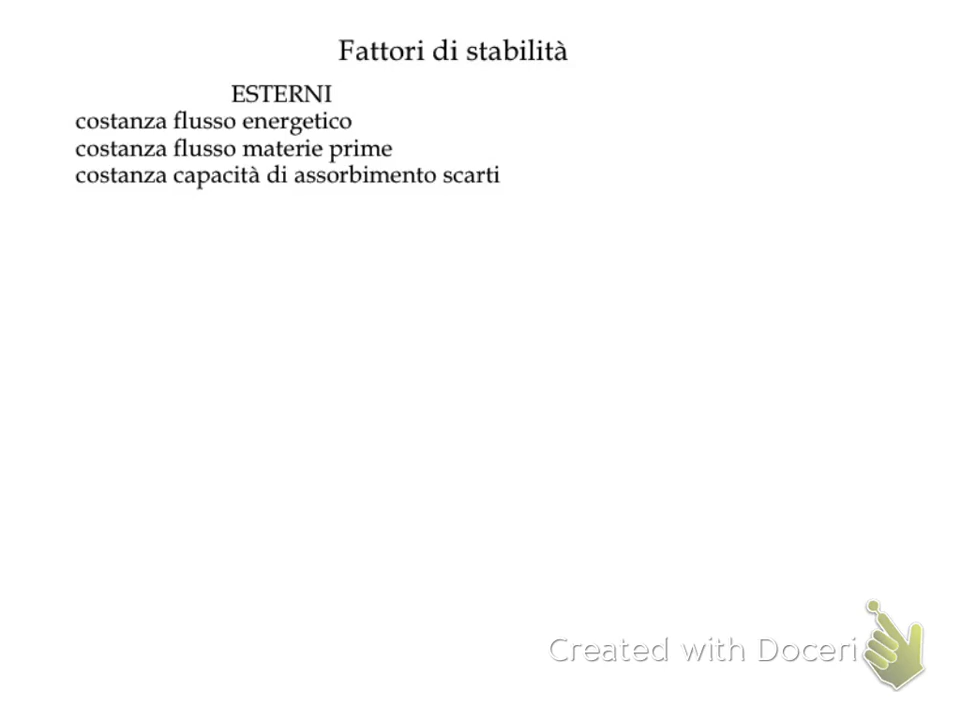 Fattori di stabilità
ESTERNI
costanza flusso energetico
costanza flusso materie prime
costanza capacità di assorbimento scarti
Created with Doceri